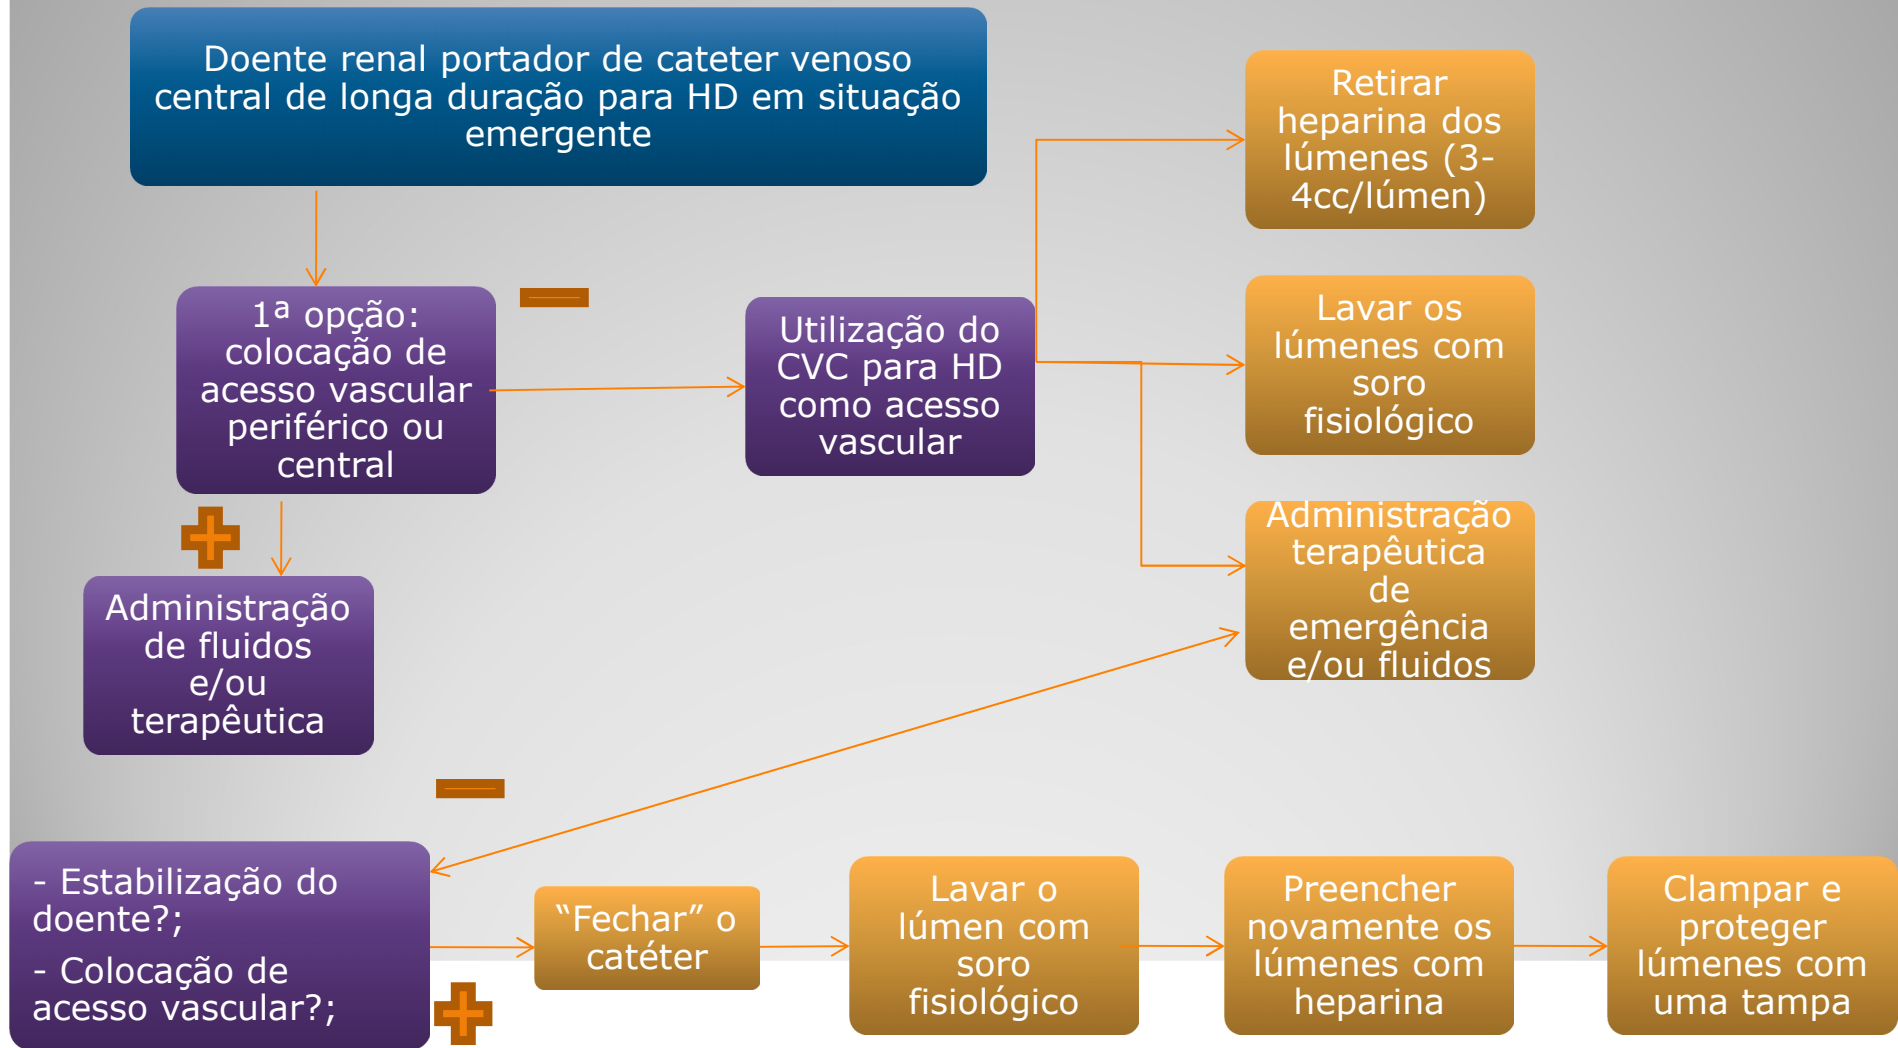 Doente renal portador de cateter venoso
central de longa duração para HD em situação
emergente
Retirar
heparina dos
lúmenes (3-
4cc/lúmen)
1ª opção:
colocação de
acesso vascular
periférico ou
central
Utilização do
CVC para HD
como acesso
vascular
Lavar os
lúmenes com
soro
fisiológico
Administração
terapêutica
de
emergência
e/ou fluidos
Administração
de fluidos
e/ou
terapêutica
- Estabilização do
doente?;
- Colocação de
acesso vascular?;
“Fechar” o
catéter
Lavar o
lúmen com
soro
fisiológico
Preencher
novamente os
lúmenes com
heparina
Clampar e
proteger
lúmenes com
uma tampa